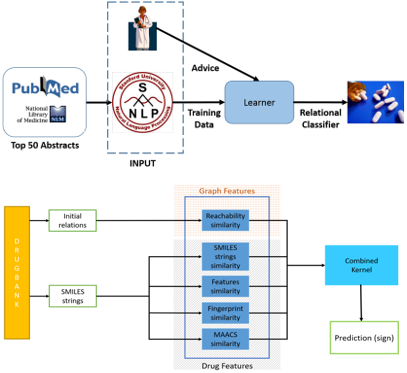 PubMed
National
Library
of Medicine
NLM
Top 50 Abstracts
Stanford University
S
NLP
Natural Language Processing
INPUT
Advice
Training
Data
Learner
Relational
Classifier
DRUGBANK
Initial
relations
SMILES
strings
Graph Features
Reachability
similarity
SMILES
strings
similarity
Features
similarity
Fingerprint
similarity
MAACS
similarity
Drug Features
Combined
Kernel
Prediction (sign)